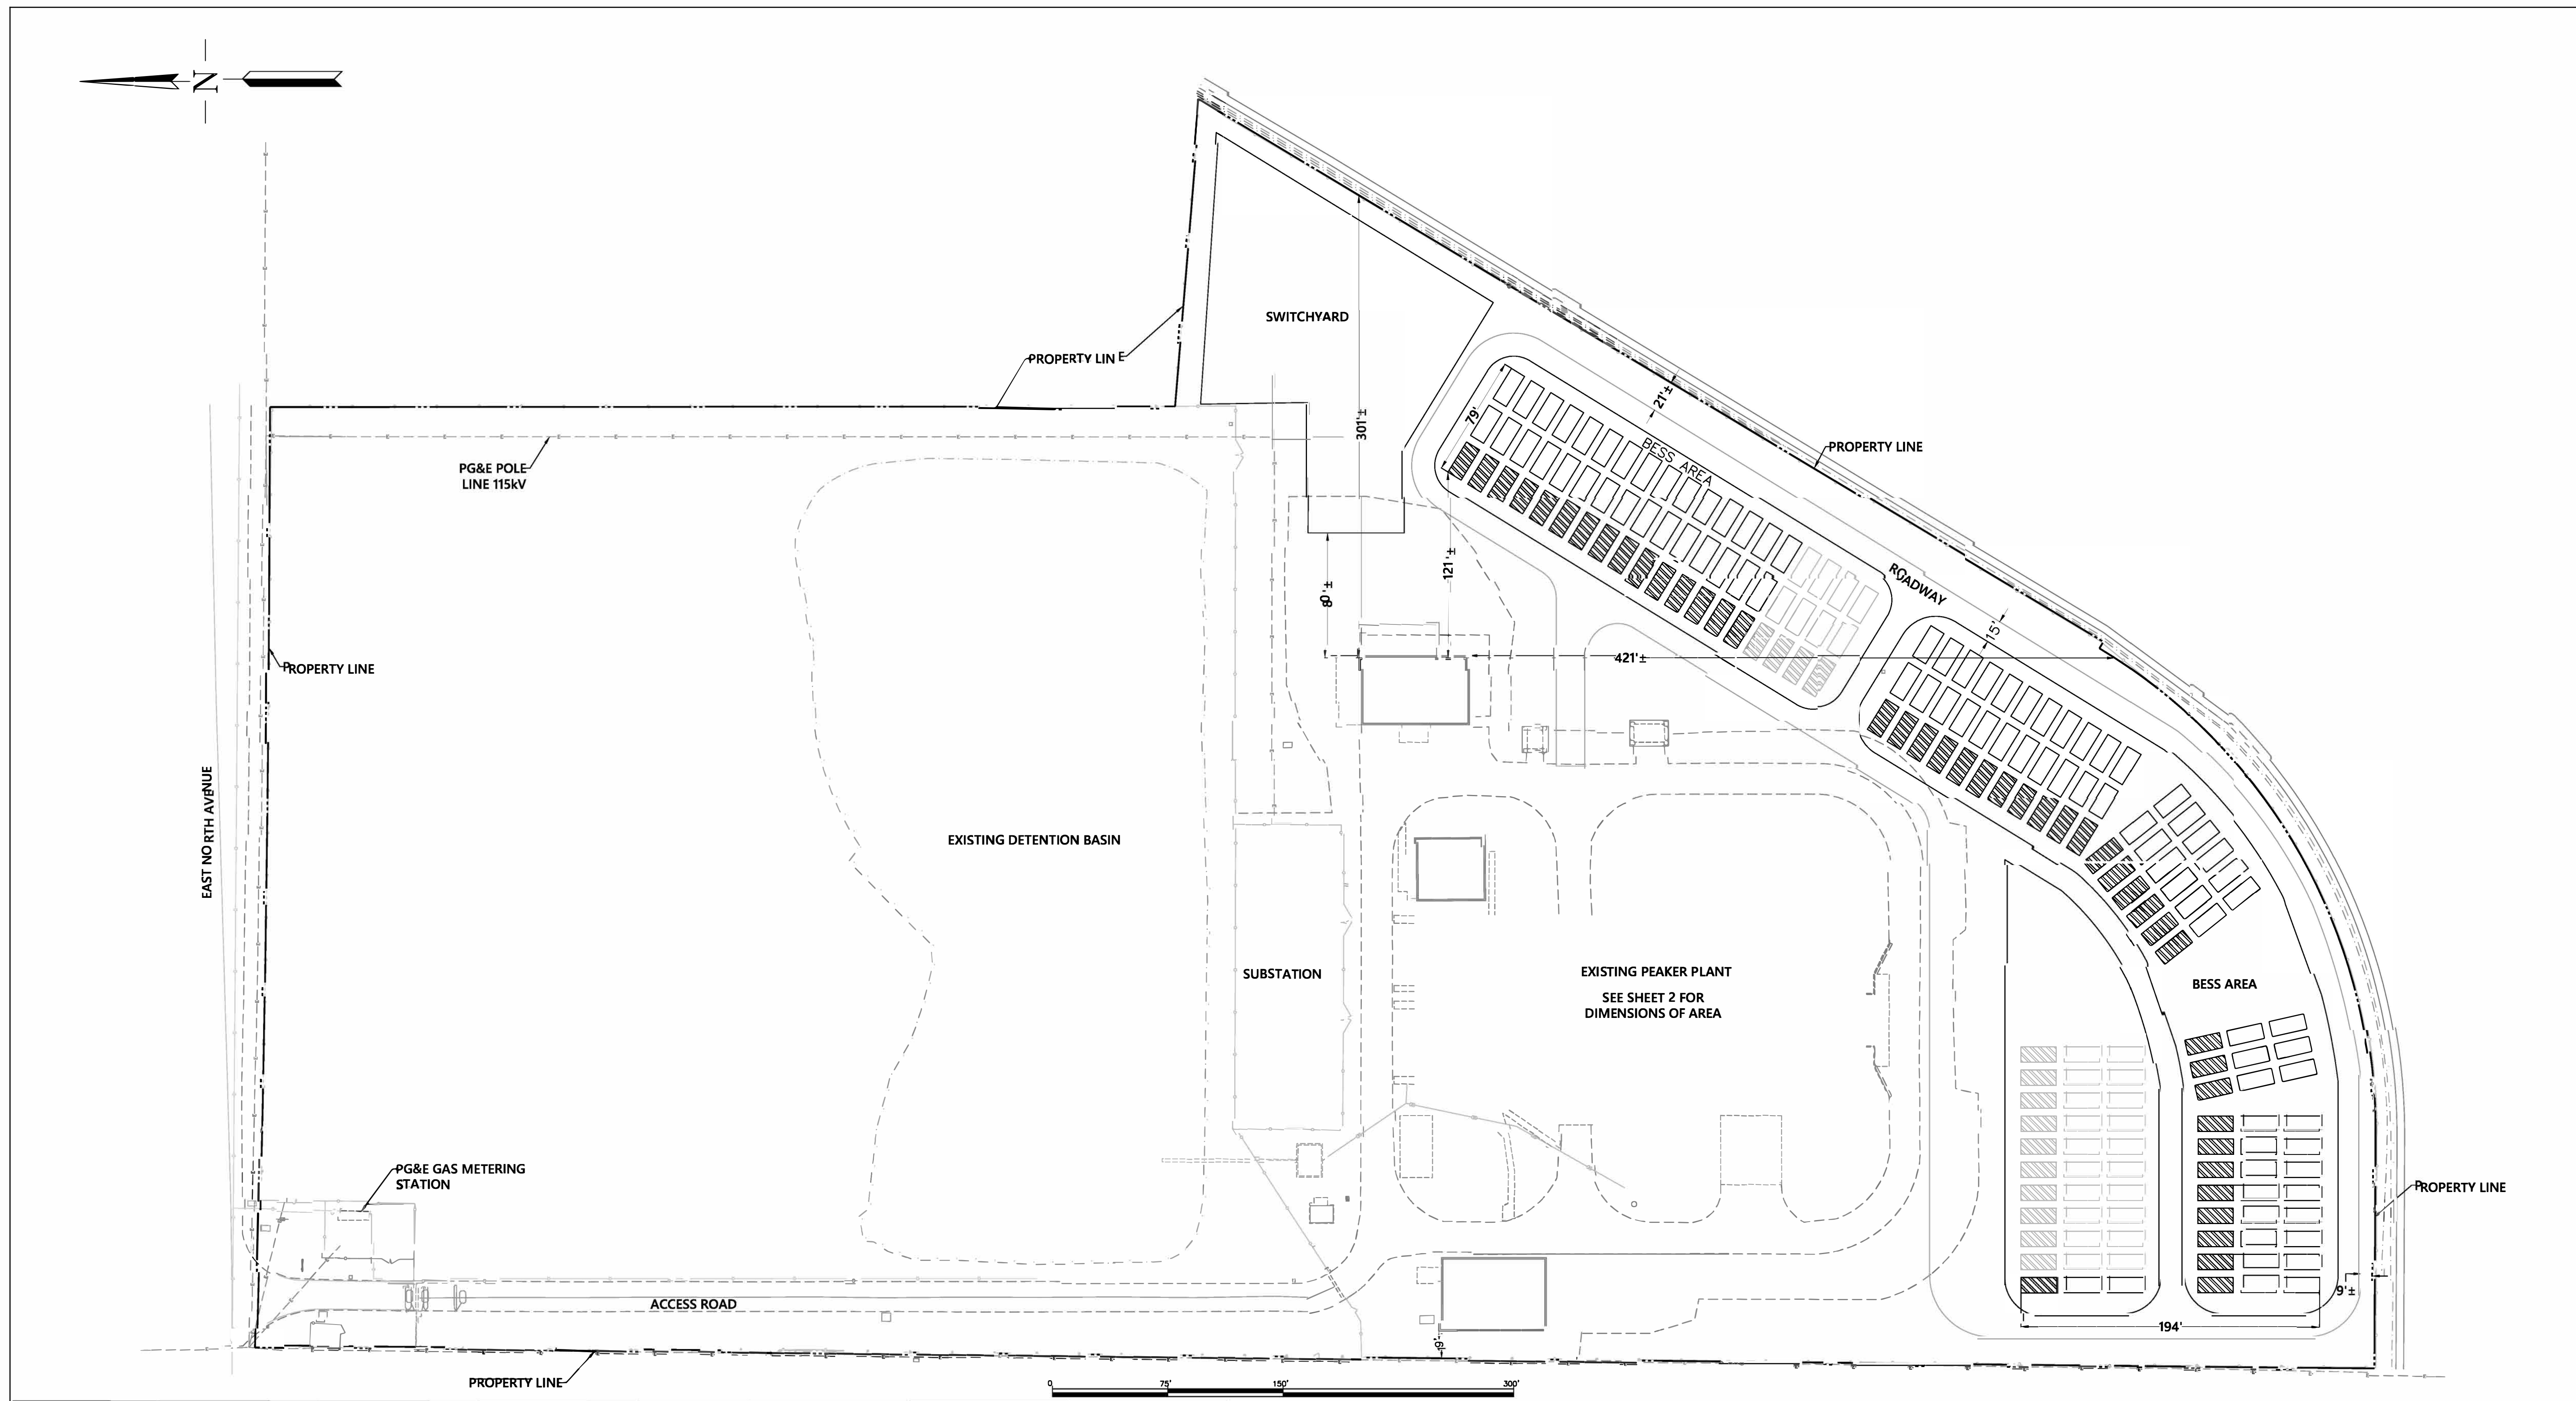 N
SWITCHYARD
PROPERTY LINE
301'±
79'
BESS AREA
21'±
PROPERTY LINE
PG&E POLE
LINE 115kV
121'±
80'±
ROADWAY
15'
421'±
PROPERTY LINE
EAST NORTH AVENUE
EXISTING DETENTION BASIN
SUBSTATION
EXISTING PEAKER PLANT
SEE SHEET 2 FOR
DIMENSIONS OF AREA
BESS AREA
PG&E GAS METERING
STATION
PROPERTY LINE
9'±
ACCESS ROAD
194'
PROPERTY LINE
0 75' 150' 300'